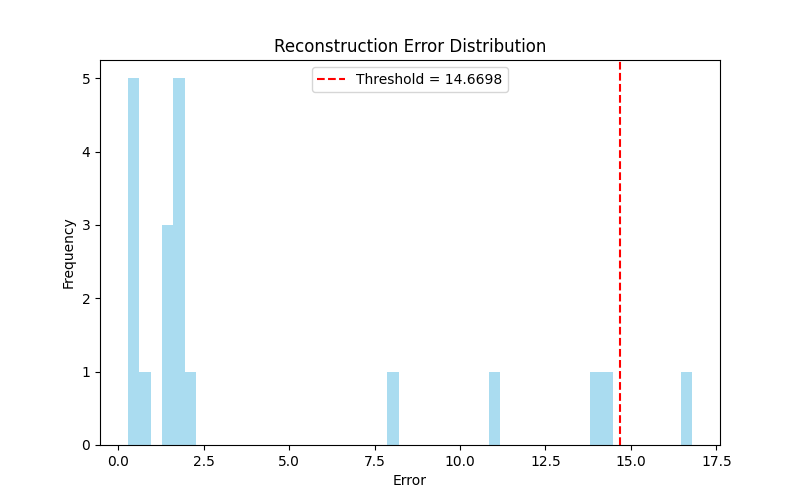 Reconstruction Error Distribution
Threshold = 14.6698
Frequency
5
4
3
2
1
0
0.0 2.5 5.0 7.5 10.0 12.5 15.0 17.5
Error